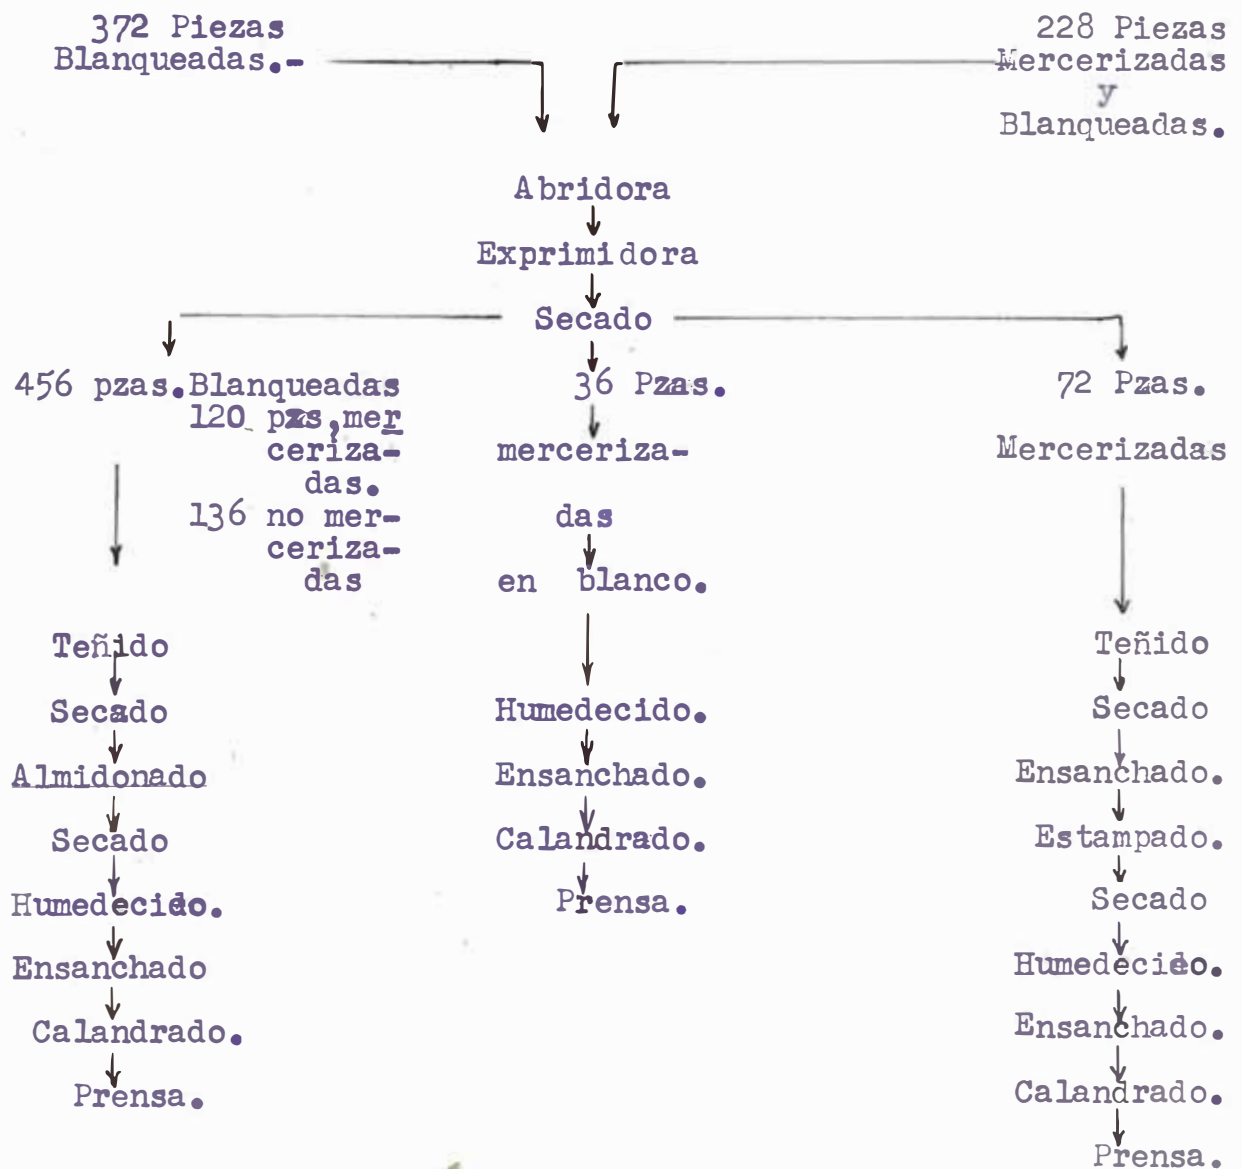 372 Piezas
Blanqueadas.-
228 Piezas
Mercerizadas
y
Blanqueadas.
Abridora
Exprimidora
Secado
456 pzas.Blanqueadas
120 pzs,mer
ceriza-
das.
136 no mer-
ceriza-
das
Teñido
Secado
Almidonado
Secado
Humedecido.
Ensanchado
Calandrado.
Prensa.
36 Pzas.
merceriza-
das
en blanco.
Humedecido.
Ensanchado.
Calandrado.
Prensa.
72 Pzas.
Mercerizadas
Teñido
Secado
Ensanchado.
Estampado.
Secado
Humedecido.
Ensanchado.
Calandrado.
Prensa.